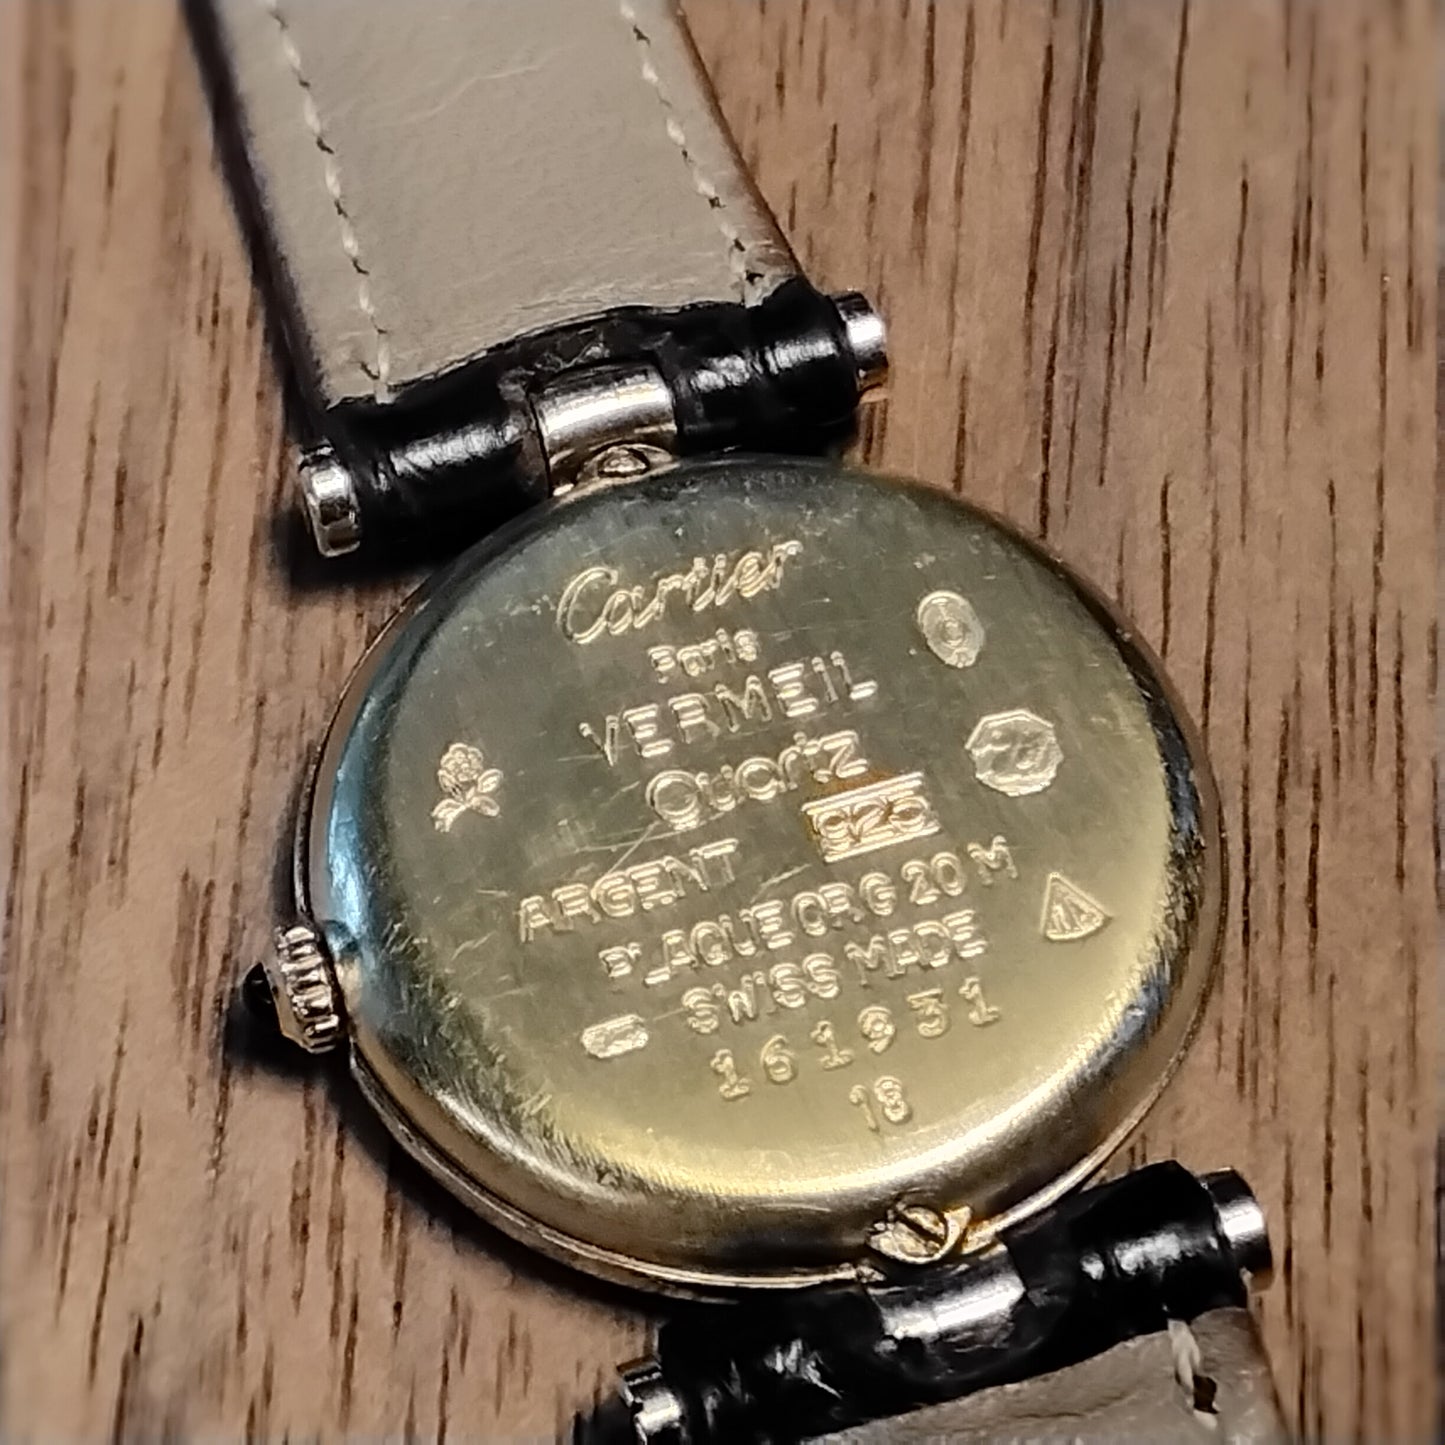 Cartier
Paris
VERMEIL
Quartz
ARGENT 925
PLAQUE OR G 20 M
SWISS MADE
161931
18